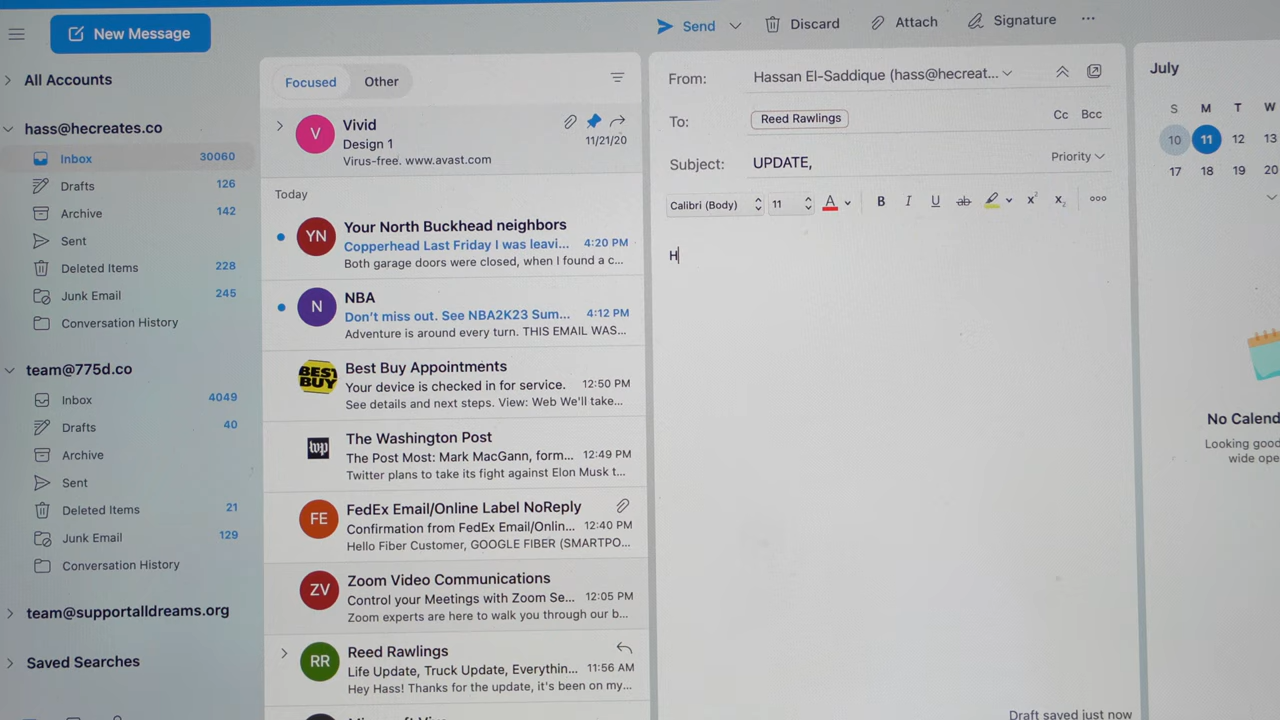 New Message
Send
Discard
Attach
Signature
All Accounts
hass@hecreates.co
Inbox 30060
Drafts 126
Archive 142
Sent
Deleted Items 228
Junk Email 245
Conversation History
team@775d.co
Inbox 4049
Drafts 40
Archive
Sent
Deleted Items 21
Junk Email 129
Conversation History
team@supportalldreams.org
Saved Searches
Focused Other
V
Vivid
Design 1 11/21/20
Virus-free. www.avast.com
Today
YN
Your North Buckhead neighbors
Copperhead Last Friday I was leavi... 4:20 PM
Both garage doors were closed, when I found a c...
N
NBA
Don't miss out. See NBA2K23 Sum... 4:12 PM
Adventure is around every turn. THIS EMAIL WAS...
BEST BUY
Best Buy Appointments
Your device is checked in for service. 12:50 PM
See details and next steps. View: Web We'll take...
wp
The Washington Post
The Post Most: Mark MacGann, form... 12:49 PM
Twitter plans to take its fight against Elon Musk t...
FE
FedEx Email/Online Label NoReply
Confirmation from FedEx Email/Onlin... 12:40 PM
Hello Fiber Customer, GOOGLE FIBER (SMARTPO...
ZV
Zoom Video Communications
Control your Meetings with Zoom Se... 12:05 PM
Zoom experts are here to walk you through our b...
RR
Reed Rawlings
Life Update, Truck Update, Everythin... 11:56 AM
Hey Hass! Thanks for the update, it's been on my...
From: Hassan El-Saddique (hass@hecreat...
To: Reed Rawlings Cc Bcc
Subject: UPDATE, Priority
Calibri (Body) 11 A B I U ab x² x₂
H
Draft saved just now
July
S M T W
10 11 12 13
17 18 19 20
No Calend
Looking good
wide ope